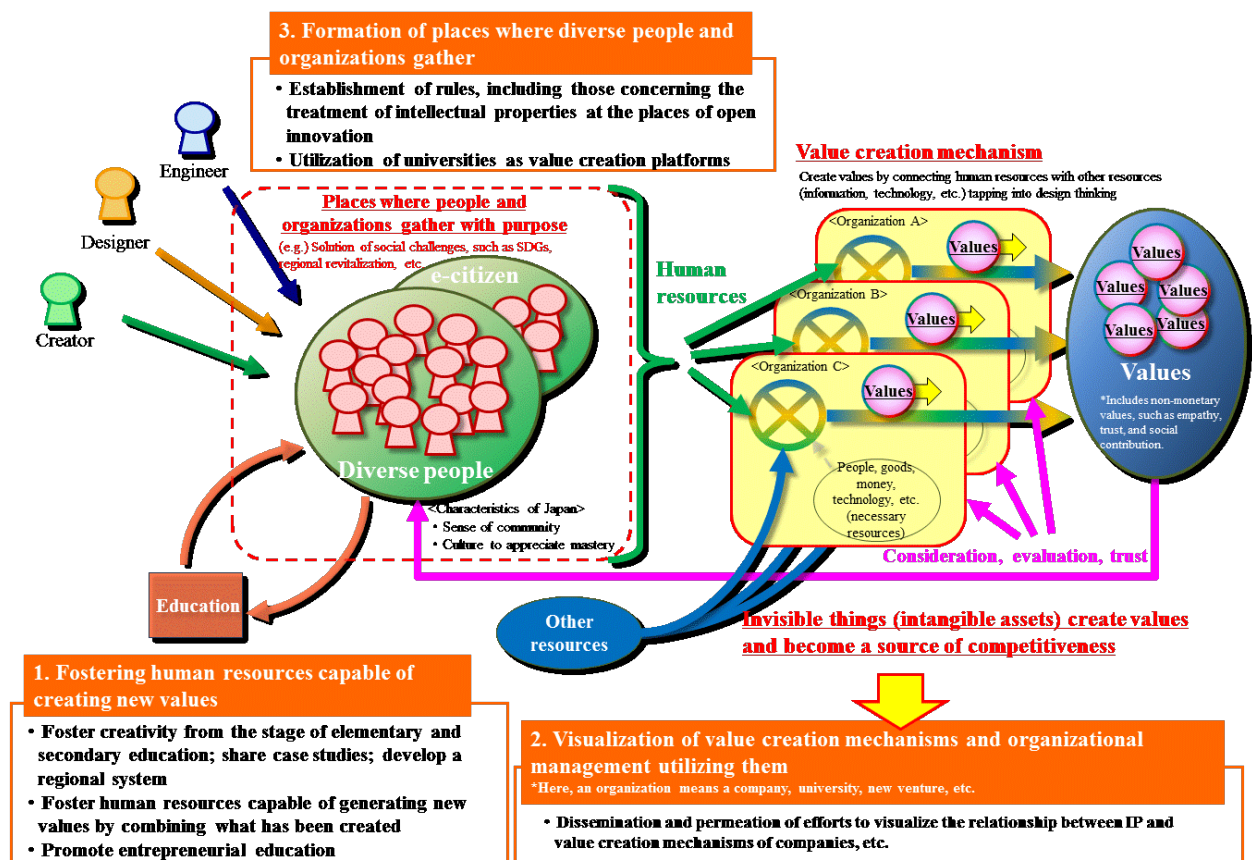 3. Formation of places where diverse people and
organizations gather
• Establishment of rules, including those concerning the
treatment of intellectual properties at the places of open
innovation
• Utilization of universities as value creation platforms
Engineer
Designer
Creator
Places where people and
organizations gather with purpose
(e.g.) Solution of social challenges, such as SDGs,
regional revitalization, etc.
e-citizen
Diverse people
<Characteristics of Japan>
• Sense of community
• Culture to appreciate mastery
Education
Human
resources
Value creation mechanism
Create values by connecting human resources with other resources
(information, technology, etc.) tapping into design thinking
<Organization A>
Values
<Organization B>
Values
<Organization C>
Values
People, goods,
money,
technology, etc.
(necessary
resources)
Values
Values
Values
Values
Values
Values
*Includes non-monetary
values, such as empathy,
trust, and social
contribution.
Consideration, evaluation, trust
Other
resources
Invisible things (intangible assets) create values
and become a source of competitiveness
1. Fostering human resources capable of
creating new values
• Foster creativity from the stage of elementary and
secondary education; share case studies; develop a
regional system
• Foster human resources capable of generating new
values by combining what has been created
• Promote entrepreneurial education
2. Visualization of value creation mechanisms and organizational
management utilizing them
*Here, an organization means a company, university, new venture, etc.
• Dissemination and permeation of efforts to visualize the relationship between IP and
value creation mechanisms of companies, etc.